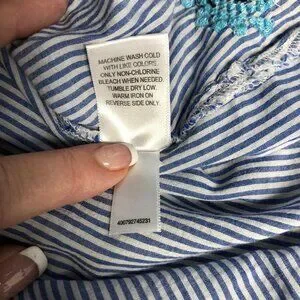 MACHINE WASH COLD
WITH LIKE COLORS.
ONLY NON-CHLORINE
BLEACH WHEN NEEDED.
TUMBLE DRY LOW.
WARM IRON ON
REVERSE SIDE ONLY.
400792745231